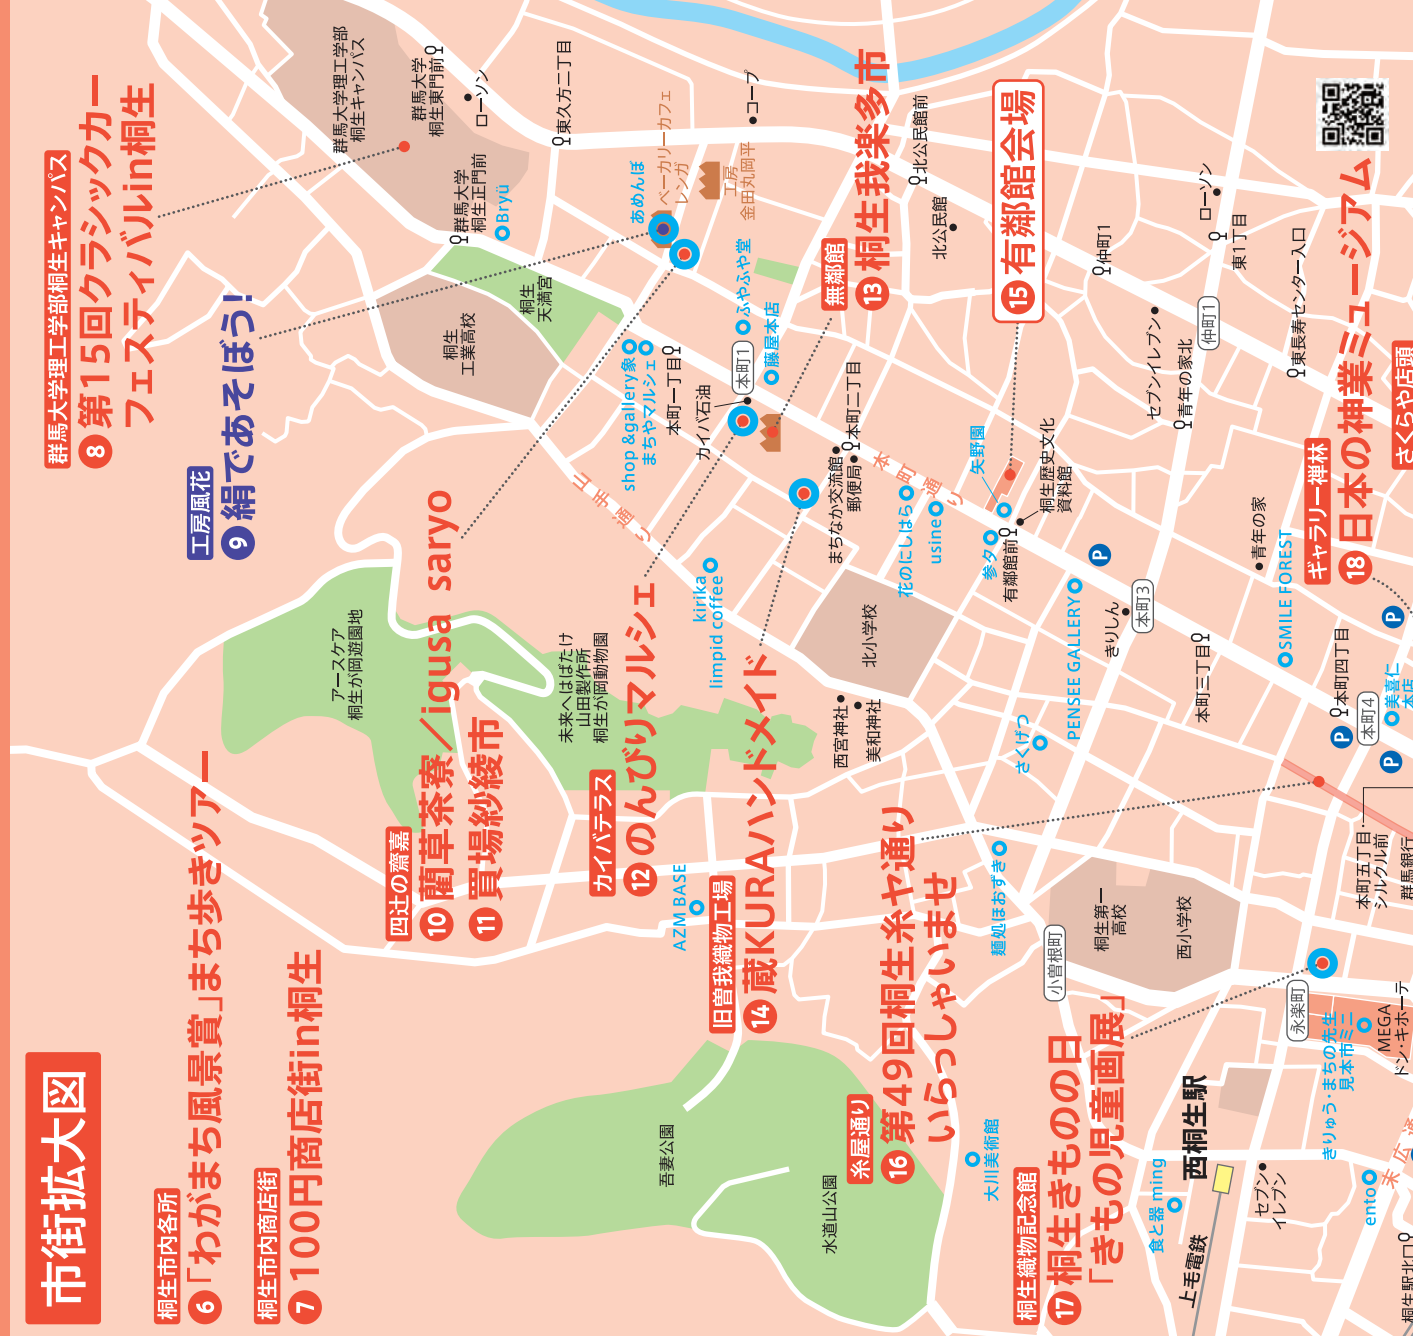 市街拡大図
桐生市内各所
6 「わがまち風景賞」まち歩きツアー
桐生市内商店街
7 100円商店街in桐生
群馬大学理工学部桐生キャンパス
8 第15回クラシックカー
フェスティバルin桐生
工房風花
9 絹であそぼう!
四辻の齋嘉
10 藺草茶寮／igusa saryo
11 買場紗綾市
カイバテラス
12 のんびりマルシェ
無鄰館
13 桐生我楽多市
旧曽我織物工場
14 蔵KURAハンドメイド
15 有鄰館会場
糸屋通り
16 第49回桐生糸ヤ通り
いらっしゃいませ
桐生織物記念館
17 桐生きものの日
「きもの児童画展」
ギャラリー禅林
18 日本の神業ミュージアム
さくらや店頭
群馬大学理工学部
桐生キャンパス
群馬大学
桐生東門前
ローソン
群馬大学
桐生正門前
Bryü
東久方二丁目
コープ
あめんぼ
ベーカリーカフェ
レンガ
工房
金田丸岡平
桐生
天満宮
桐生
工業高校
ふやふや堂
藤屋本店
本町1
shop &gallery象
まちやマルシェ
本町一丁目
カイバ石油
北公民館前
北公民館
本町二丁目
まちなか交流館
郵便局
山手通り
本町通り
矢野園
桐生歴史文化
資料館
花のにしはら
usine
参夕
有鄰館前
仲町1
ローソン
東1丁目
仲町1
セブンイレブン
青年の家北
東長寿センター入口
アースケア
桐生が岡遊園地
未来へはばたけ
山田製作所
桐生が岡動物園
kirika
limpid coffee
北小学校
西宮神社
美和神社
P
きりしん
本町3
PENSEE GALLERY
さくげつ
青年の家
SMILE FOREST
本町三丁目
本町四丁目
本町4
P
P
P
美喜仁
本店
AZM BASE
麺処ほおずき
小曽根町
桐生第一
高校
西小学校
本町五丁目
シルクル前
群馬銀行
永楽町
きりゅう・まちの先生
見本市ミニ
MEGA
ドン・キホーテ
吾妻公園
水道山公園
大川美術館
食と器 ming
西桐生駅
上毛電鉄
セブン
イレブン
ento
末広通
桐生駅北口